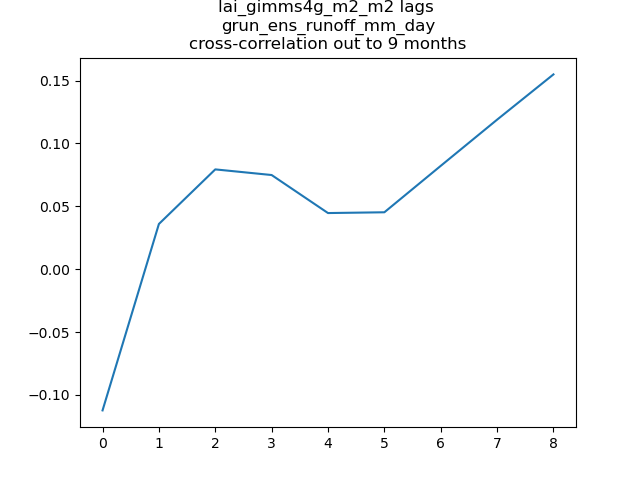 lai_gimms4g_m2_m2 lags
grun_ens_runoff_mm_day
cross-correlation out to 9 months
0.15
0.10
0.05
0.00
−0.05
−0.10
0 1 2 3 4 5 6 7 8